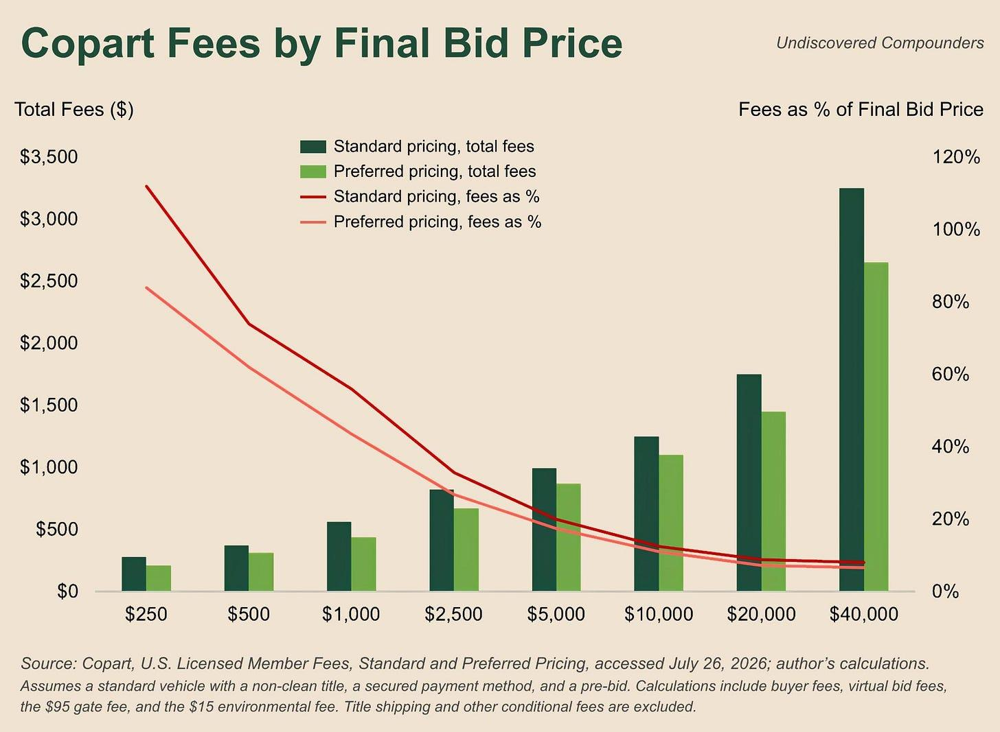 Copart Fees by Final Bid Price
Undiscovered Compounders
Total Fees ($)
Fees as % of Final Bid Price
Standard pricing, total fees
Preferred pricing, total fees
Standard pricing, fees as %
Preferred pricing, fees as %
$3,500
$3,000
$2,500
$2,000
$1,500
$1,000
$500
$0
120%
100%
80%
60%
40%
20%
0%
$250 $500 $1,000 $2,500 $5,000 $10,000 $20,000 $40,000
Source: Copart, U.S. Licensed Member Fees, Standard and Preferred Pricing, accessed July 26, 2026; author’s calculations.
Assumes a standard vehicle with a non-clean title, a secured payment method, and a pre-bid. Calculations include buyer fees, virtual bid fees,
the $95 gate fee, and the $15 environmental fee. Title shipping and other conditional fees are excluded.